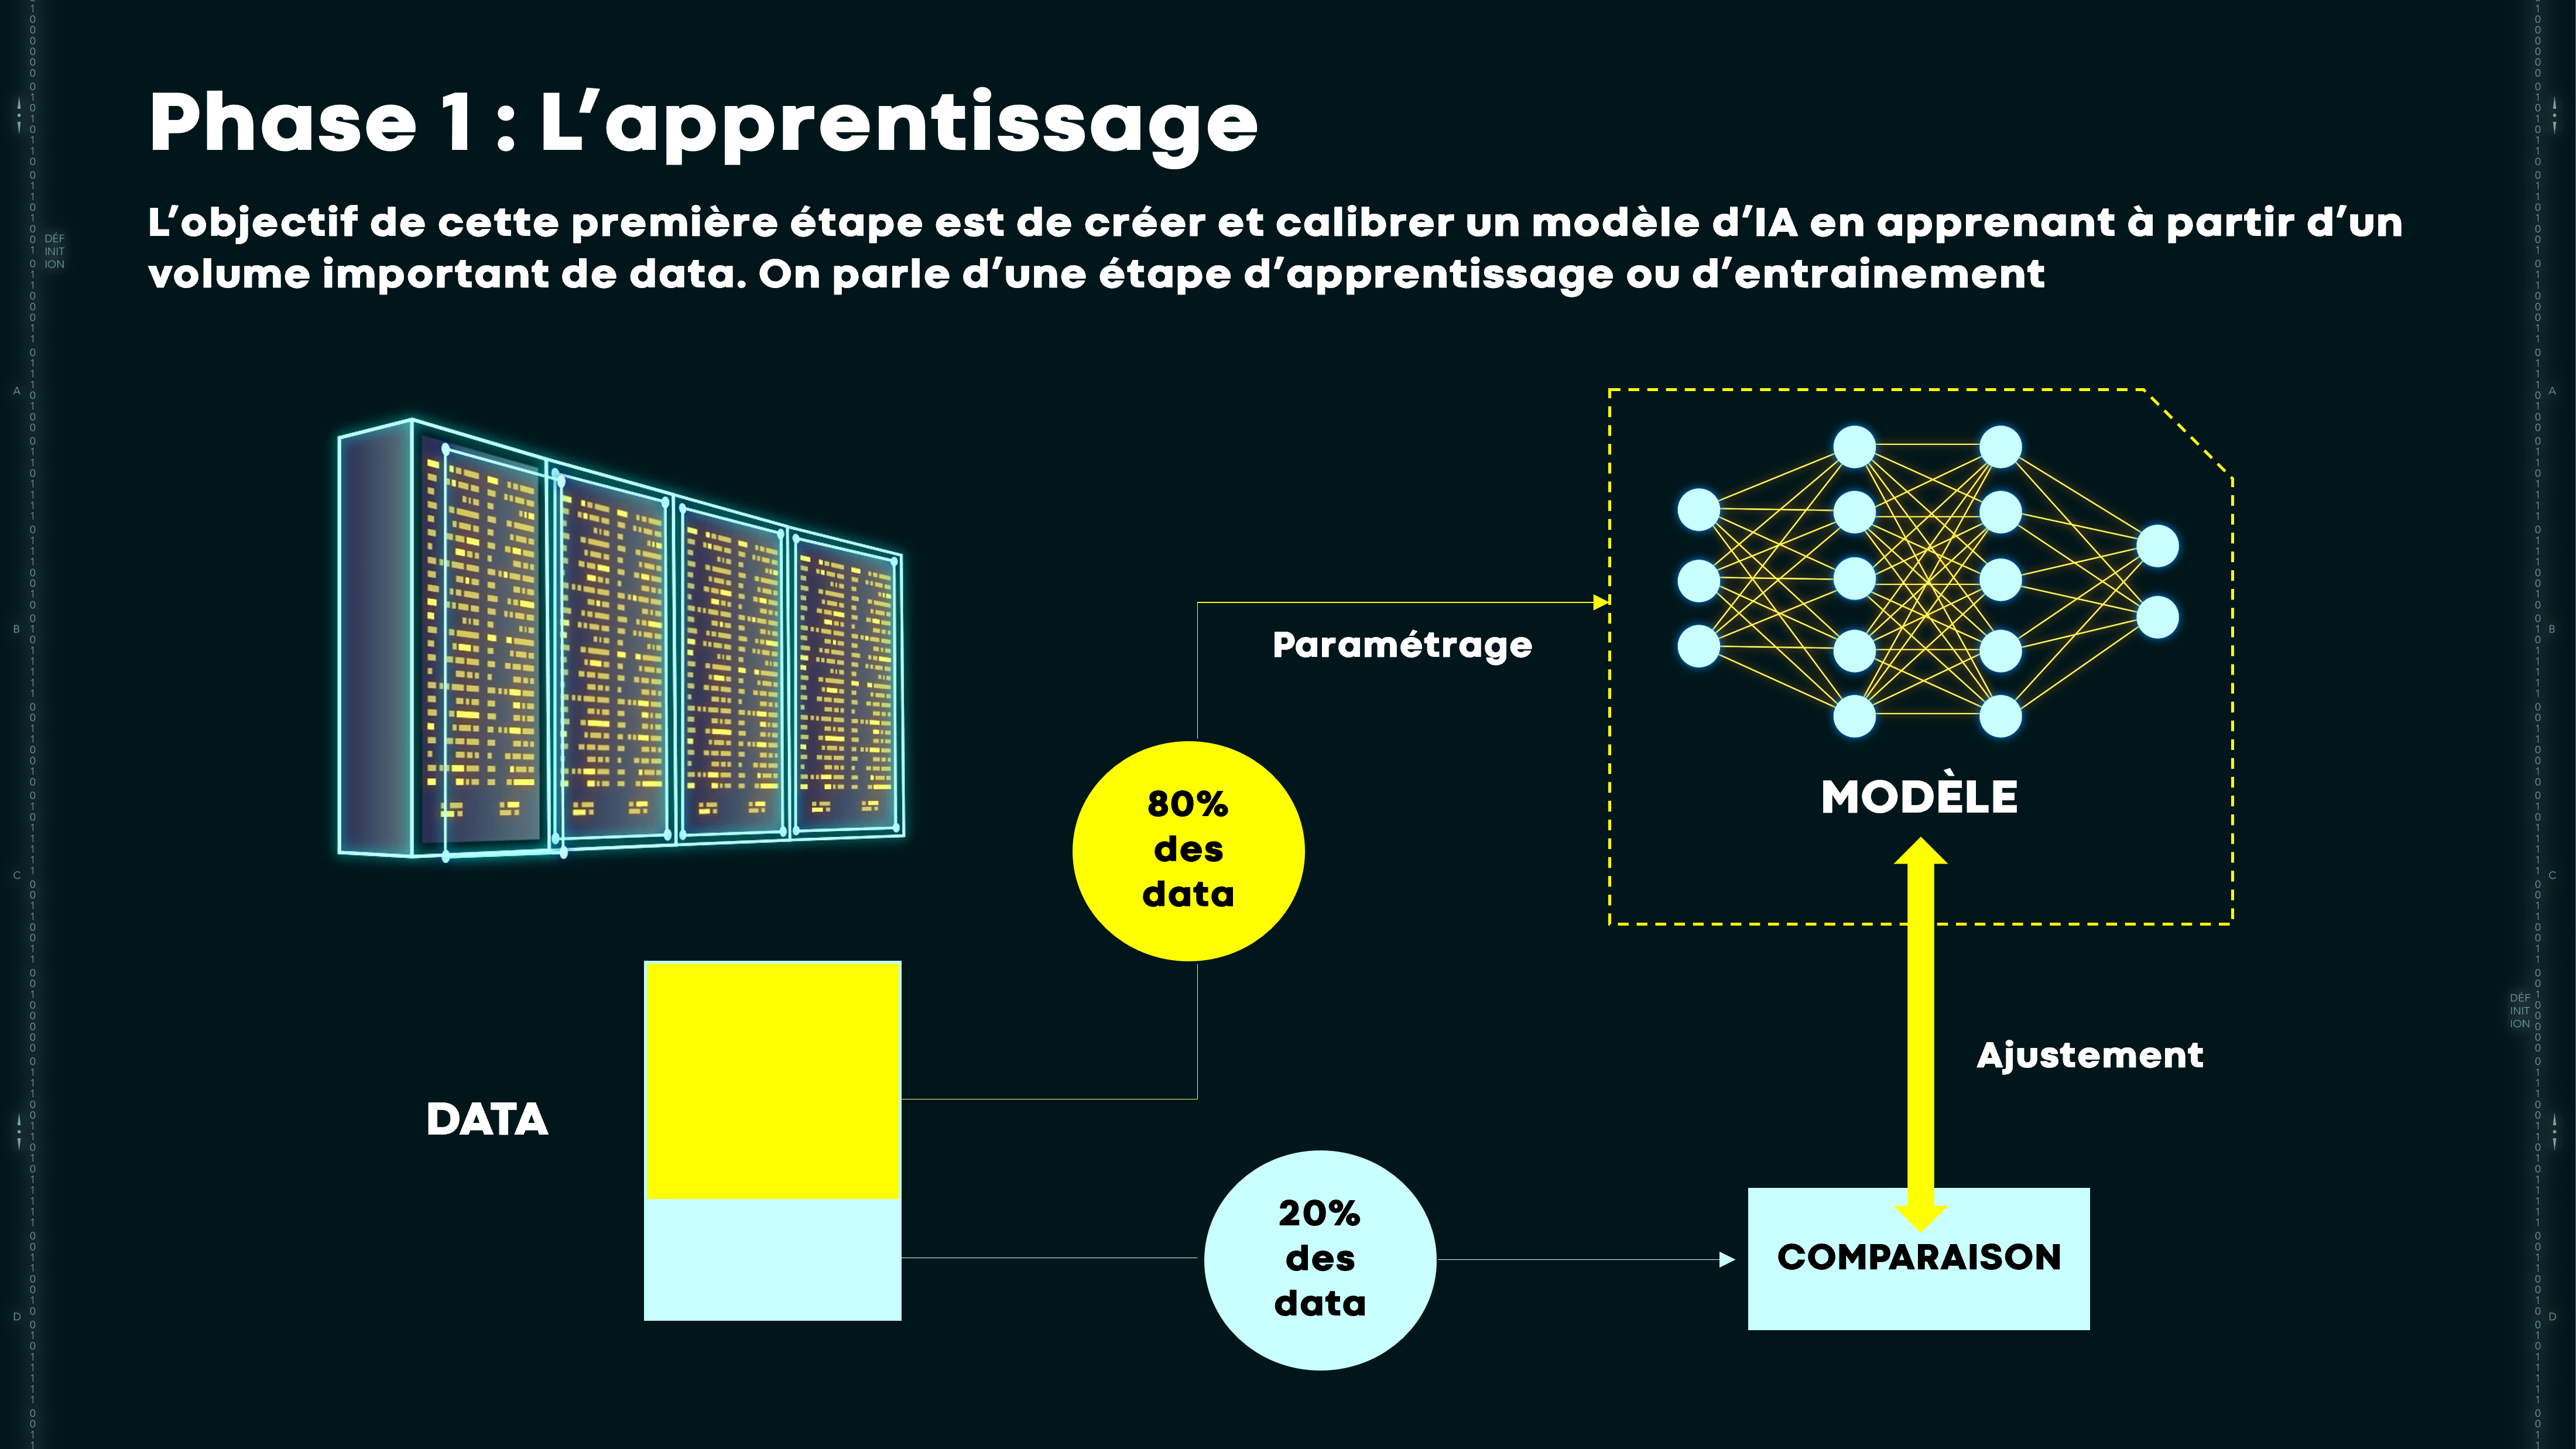 Phase 1 : L’apprentissage
L’objectif de cette première étape est de créer et calibrer un modèle d’IA en apprenant à partir d’un
volume important de data. On parle d’une étape d’apprentissage ou d’entrainement
DÉF
INIT
ION
A
B
C
D
Paramétrage
80%
des
data
MODÈLE
DATA
Ajustement
20%
des
data
COMPARAISON
A
B
C
DÉF
INIT
ION
D